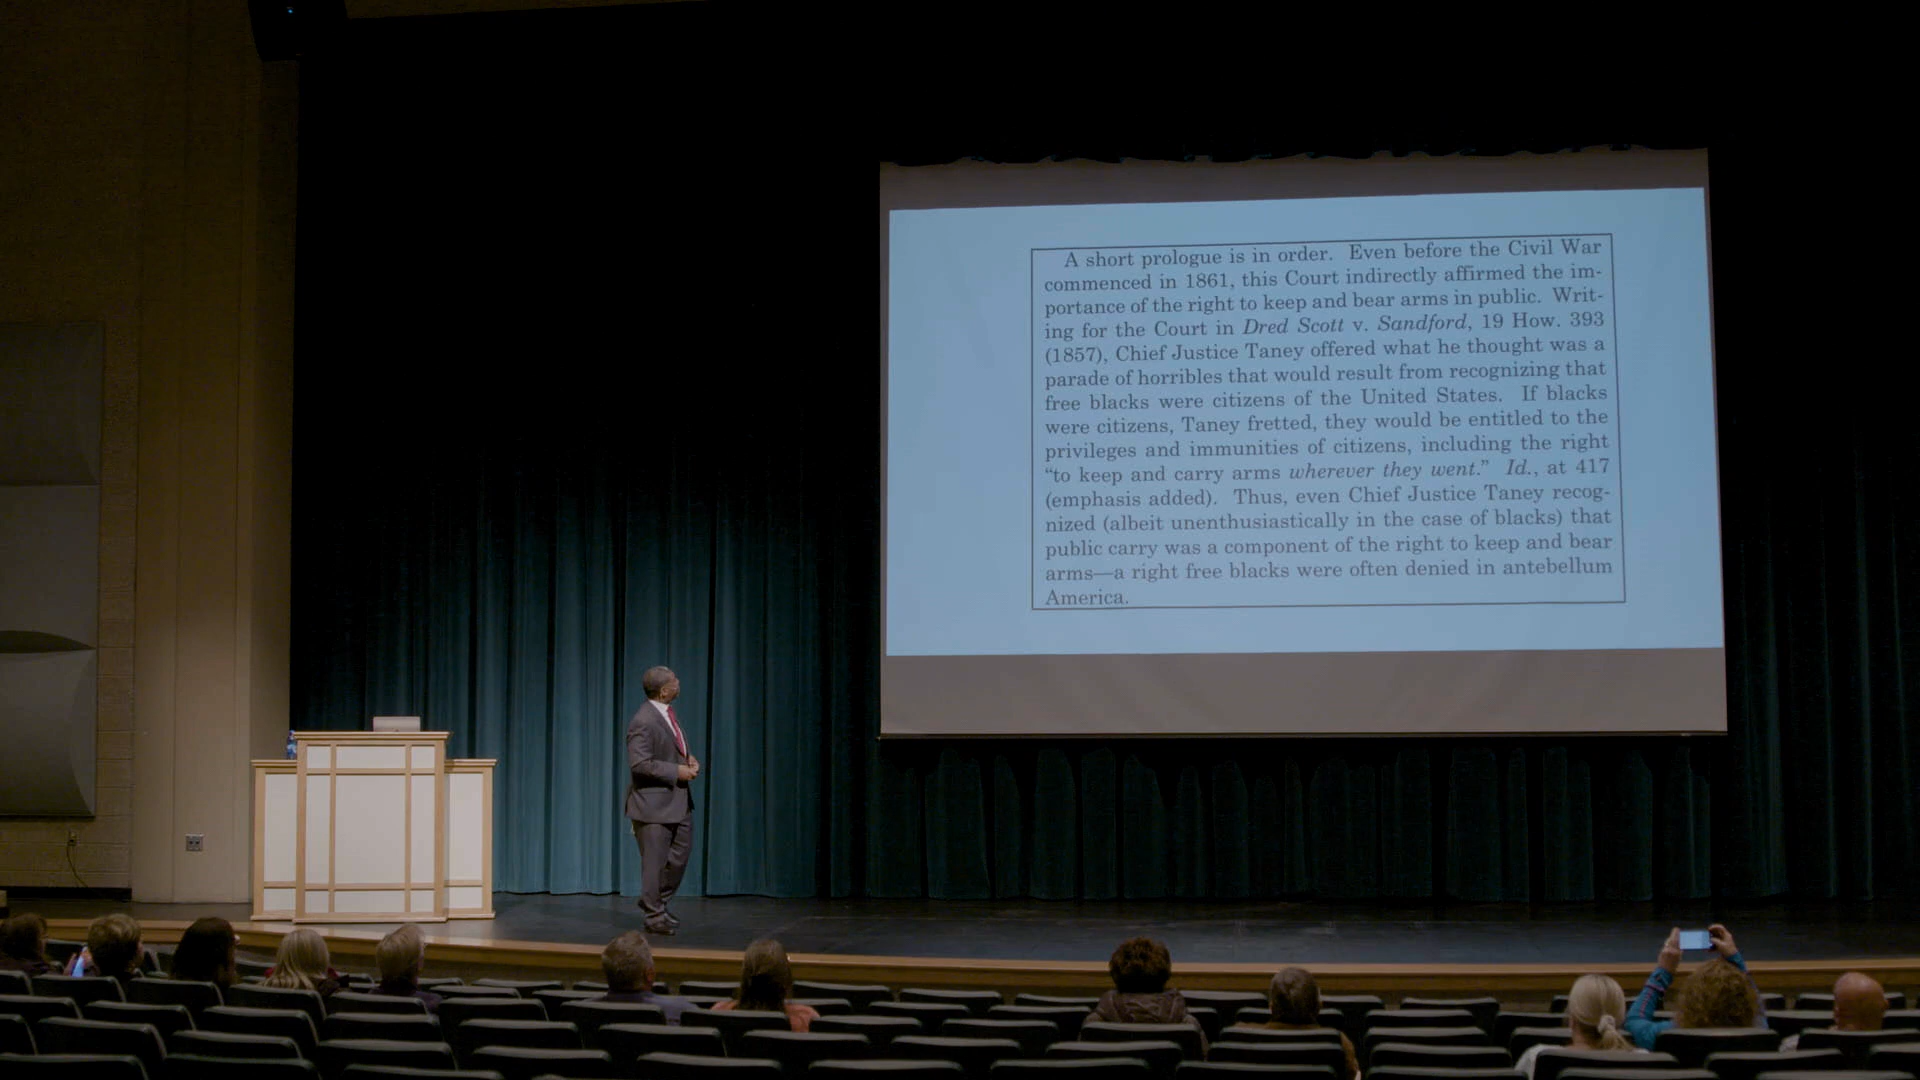 A short prologue is in order. Even before the Civil War
commenced in 1861, this Court indirectly affirmed the im-
portance of the right to keep and bear arms in public. Writ-
ing for the Court in Dred Scott v. Sandford, 19 How. 393
(1857), Chief Justice Taney offered what he thought was a
parade of horribles that would result from recognizing that
free blacks were citizens of the United States. If blacks
were citizens, Taney fretted, they would be entitled to the
privileges and immunities of citizens, including the right
“to keep and carry arms wherever they went.” Id., at 417
(emphasis added). Thus, even Chief Justice Taney recog-
nized (albeit unenthusiastically in the case of blacks) that
public carry was a component of the right to keep and bear
arms—a right free blacks were often denied in antebellum
America.